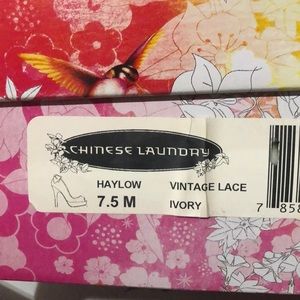 CHINESE LAUNDRY
HAYLOW VINTAGE LACE
7.5 M IVORY
7 858